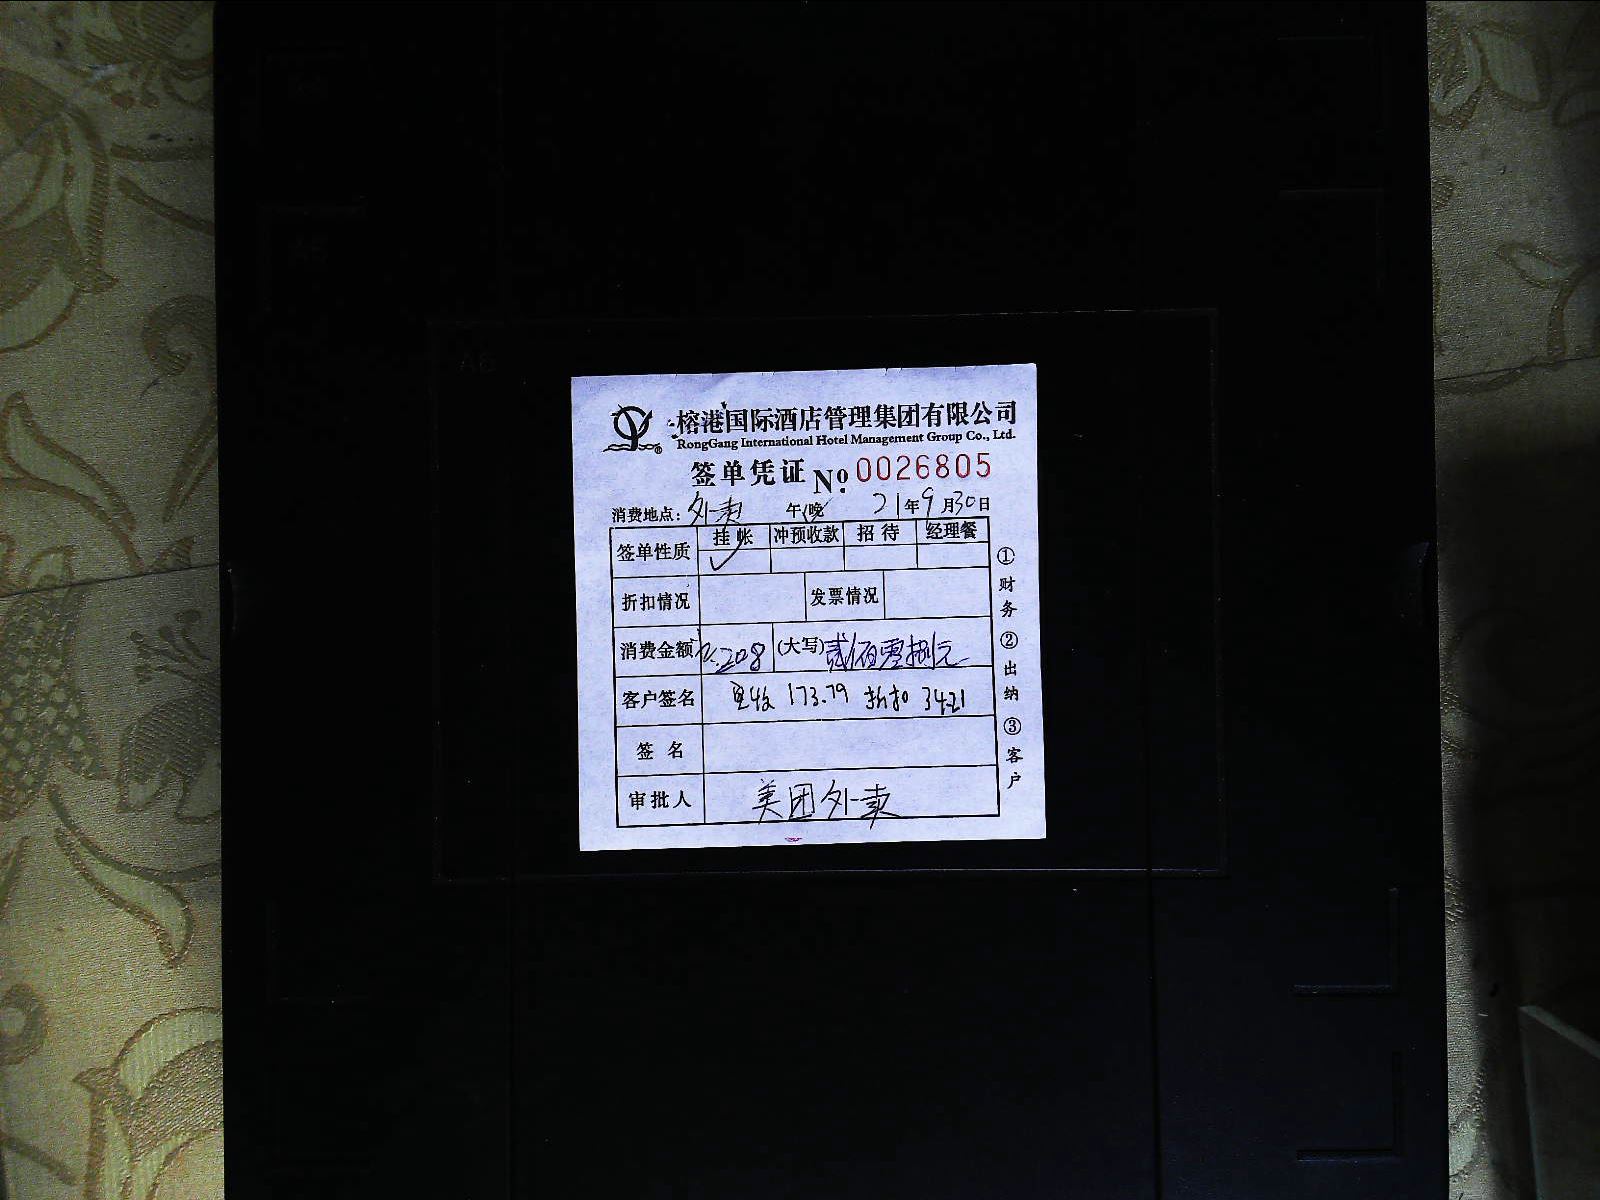 榕港国际酒店管理集团有限公司
RongGang International Hotel Management Group Co., Ltd.
签单凭证 No. 0026805
消费地点: 外卖 午(晚 21年9月30日
签单性质 挂帐 冲预收款 招待 经理餐
✓
折扣情况 发票情况
消费金额 208 (大写) 贰佰零捌元
客户签名 实收 173.79 折扣 34.21
签名
审批人 美团外卖
①财务 ②出纳 ③客户
A6